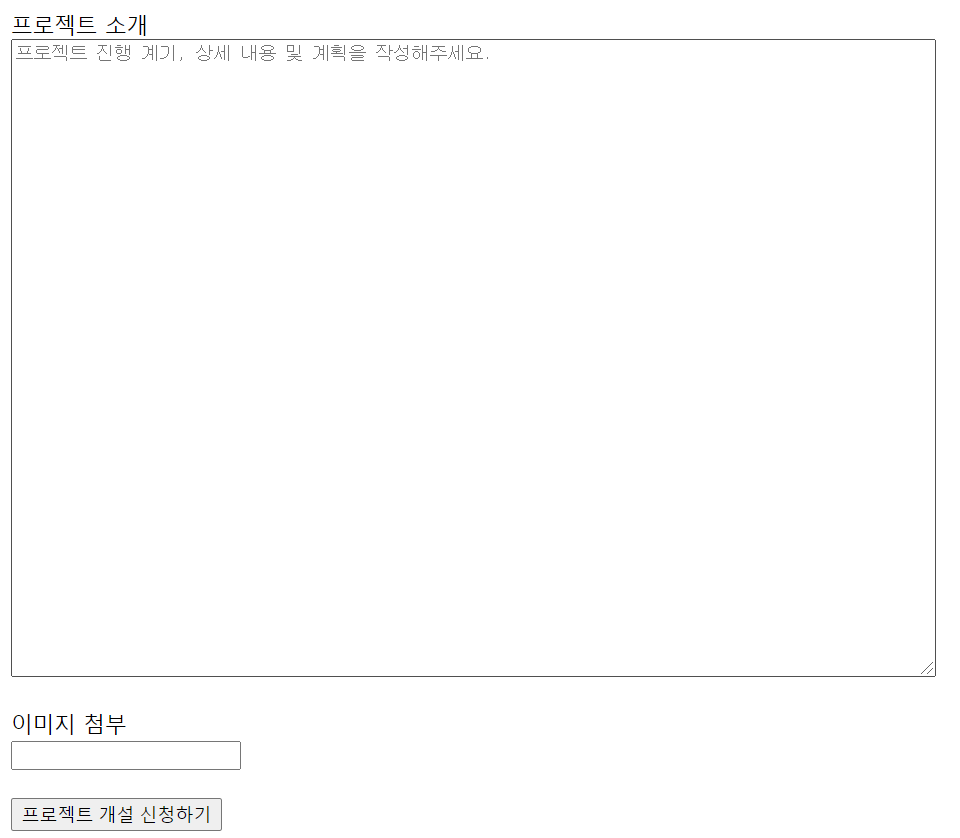 프로젝트 소개
프로젝트 진행 계기, 상세 내용 및 계획을 작성해주세요.
이미지 첨부
프로젝트 개설 신청하기